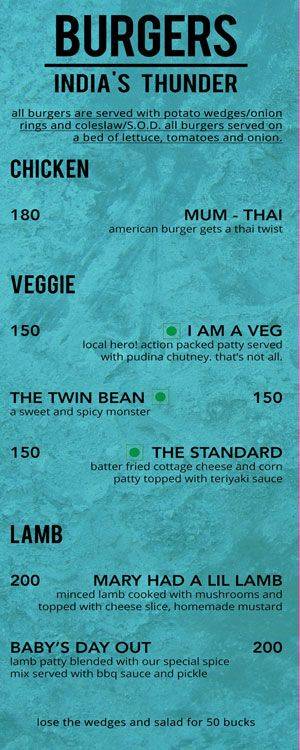 BURGERS
INDIA'S THUNDER
all burgers are served with potato wedges/onion
rings and coleslaw/S.O.D. all burgers served on
a bed of lettuce, tomatoes and onion.
CHICKEN
180 MUM - THAI
american burger gets a thai twist
VEGGIE
150 I AM A VEG
local hero! action packed patty served
with pudina chutney. that's not all.
THE TWIN BEAN 150
a sweet and spicy monster
150 THE STANDARD
batter fried cottage cheese and corn
patty topped with teriyaki sauce
LAMB
200 MARY HAD A LIL LAMB
minced lamb cooked with mushrooms and
topped with cheese slice, homemade mustard
BABY'S DAY OUT 200
lamb patty blended with our special spice
mix served with bbq sauce and pickle
lose the wedges and salad for 50 bucks